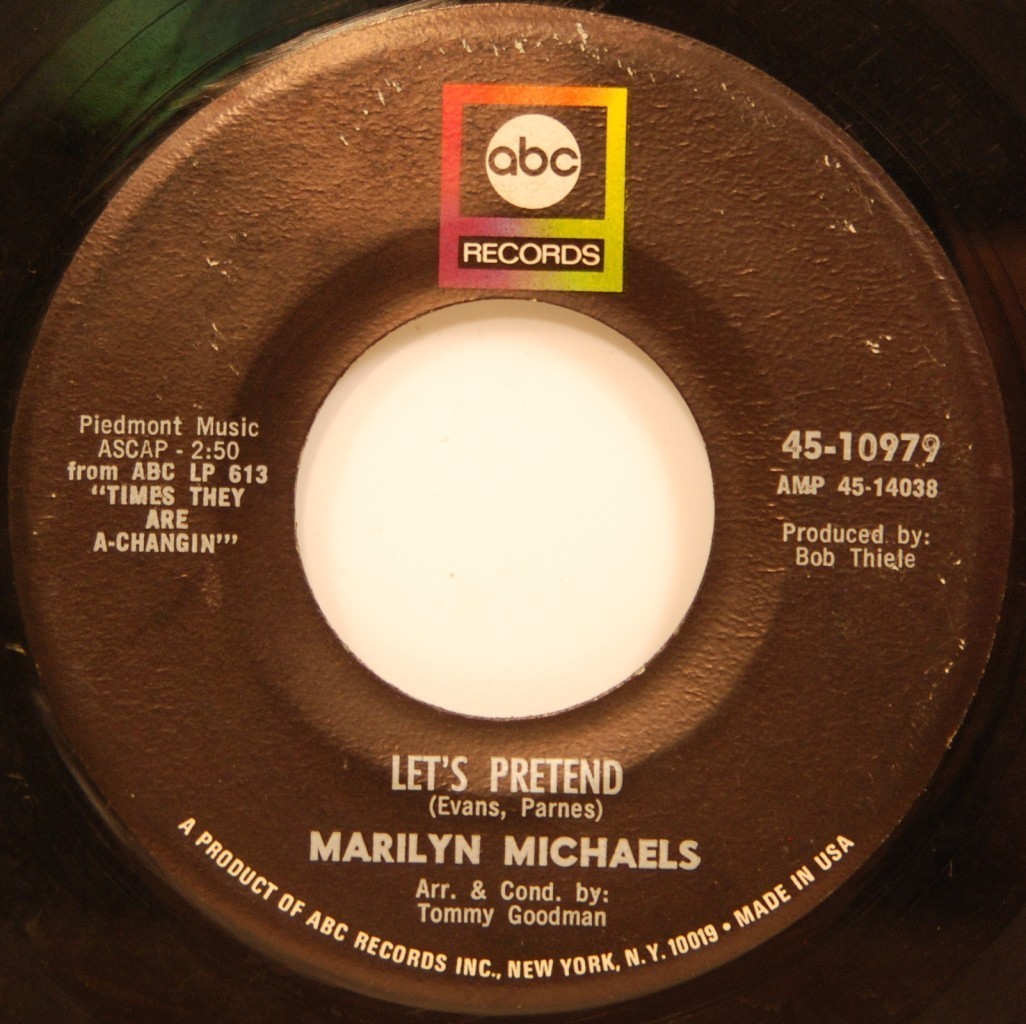 abc
RECORDS
Piedmont Music
ASCAP - 2:50
from ABC LP 613
"TIMES THEY
ARE
A-CHANGIN'"
45-10979
AMP 45-14038
Produced by:
Bob Thiele
LET'S PRETEND
(Evans, Parnes)
MARILYN MICHAELS
Arr. & Cond. by:
Tommy Goodman
A PRODUCT OF ABC RECORDS INC., NEW YORK, N.Y. 10019 • MADE IN USA